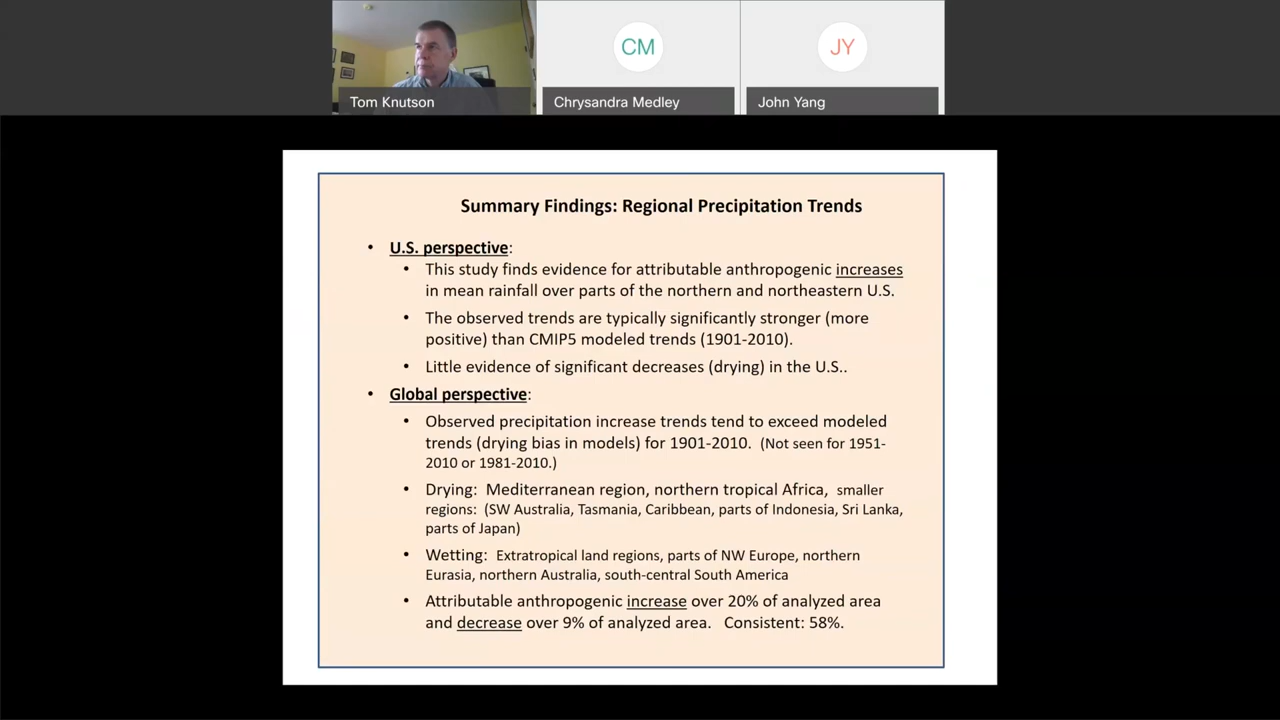 CM
JY
Tom Knutson
Chrysandra Medley
John Yang
Summary Findings: Regional Precipitation Trends
• U.S. perspective:
• This study finds evidence for attributable anthropogenic increases
in mean rainfall over parts of the northern and northeastern U.S.
• The observed trends are typically significantly stronger (more
positive) than CMIP5 modeled trends (1901-2010).
• Little evidence of significant decreases (drying) in the U.S..
• Global perspective:
• Observed precipitation increase trends tend to exceed modeled
trends (drying bias in models) for 1901-2010. (Not seen for 1951-
2010 or 1981-2010.)
• Drying: Mediterranean region, northern tropical Africa, smaller
regions: (SW Australia, Tasmania, Caribbean, parts of Indonesia, Sri Lanka,
parts of Japan)
• Wetting: Extratropical land regions, parts of NW Europe, northern
Eurasia, northern Australia, south-central South America
• Attributable anthropogenic increase over 20% of analyzed area
and decrease over 9% of analyzed area. Consistent: 58%.